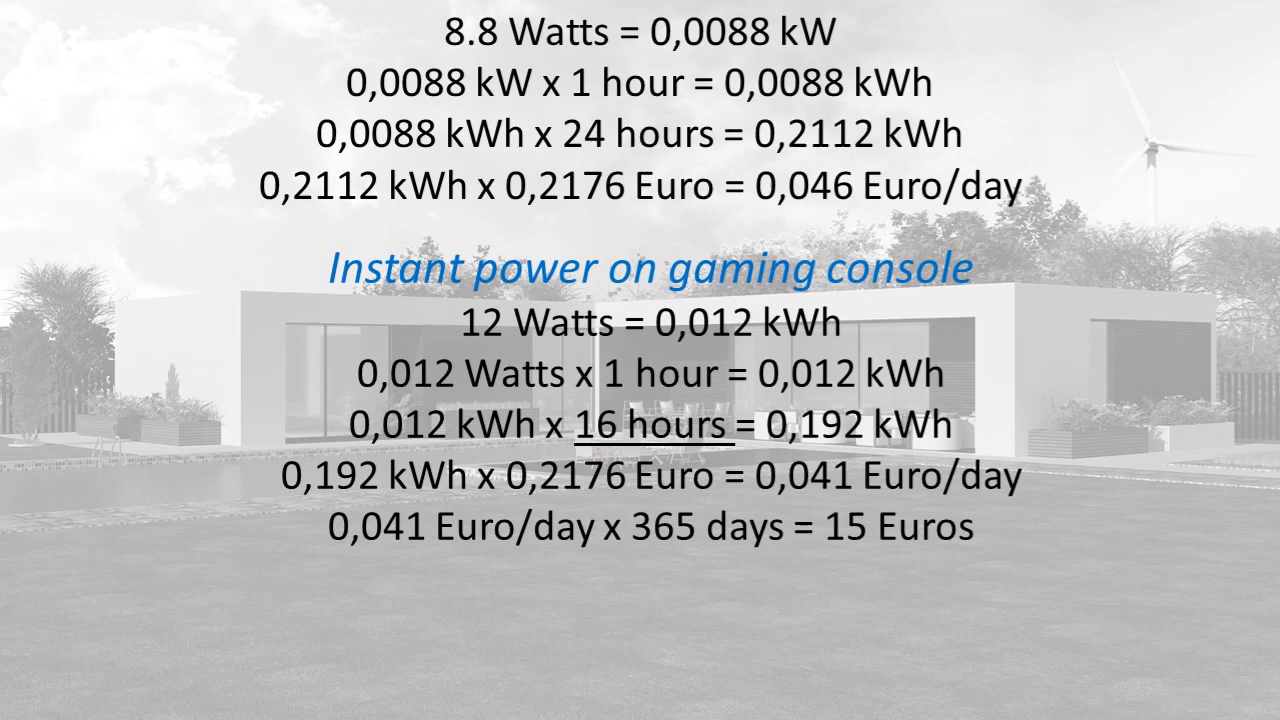 8.8 Watts = 0,0088 kW
0,0088 kW x 1 hour = 0,0088 kWh
0,0088 kWh x 24 hours = 0,2112 kWh
0,2112 kWh x 0,2176 Euro = 0,046 Euro/day
Instant power on gaming console
12 Watts = 0,012 kWh
0,012 Watts x 1 hour = 0,012 kWh
0,012 kWh x 16 hours = 0,192 kWh
0,192 kWh x 0,2176 Euro = 0,041 Euro/day
0,041 Euro/day x 365 days = 15 Euros